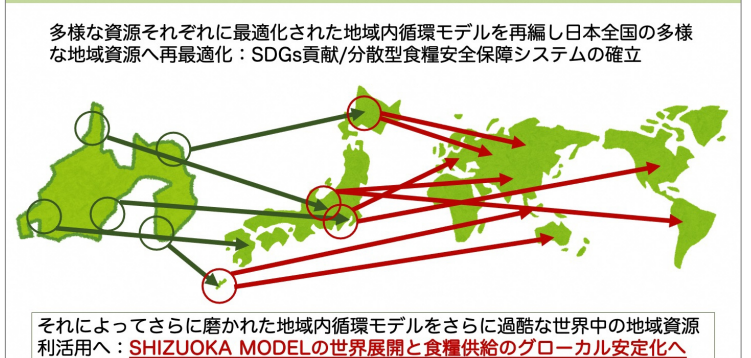 多様な資源それぞれに最適化された地域内循環モデルを再編し日本全国の多様
な地域資源へ再最適化：SDGs貢献/分散型食糧安全保障システムの確立
それによってさらに磨かれた地域内循環モデルをさらに過酷な世界中の地域資源
利活用へ：SHIZUOKA MODELの世界展開と食糧供給のグローカル安定化へ